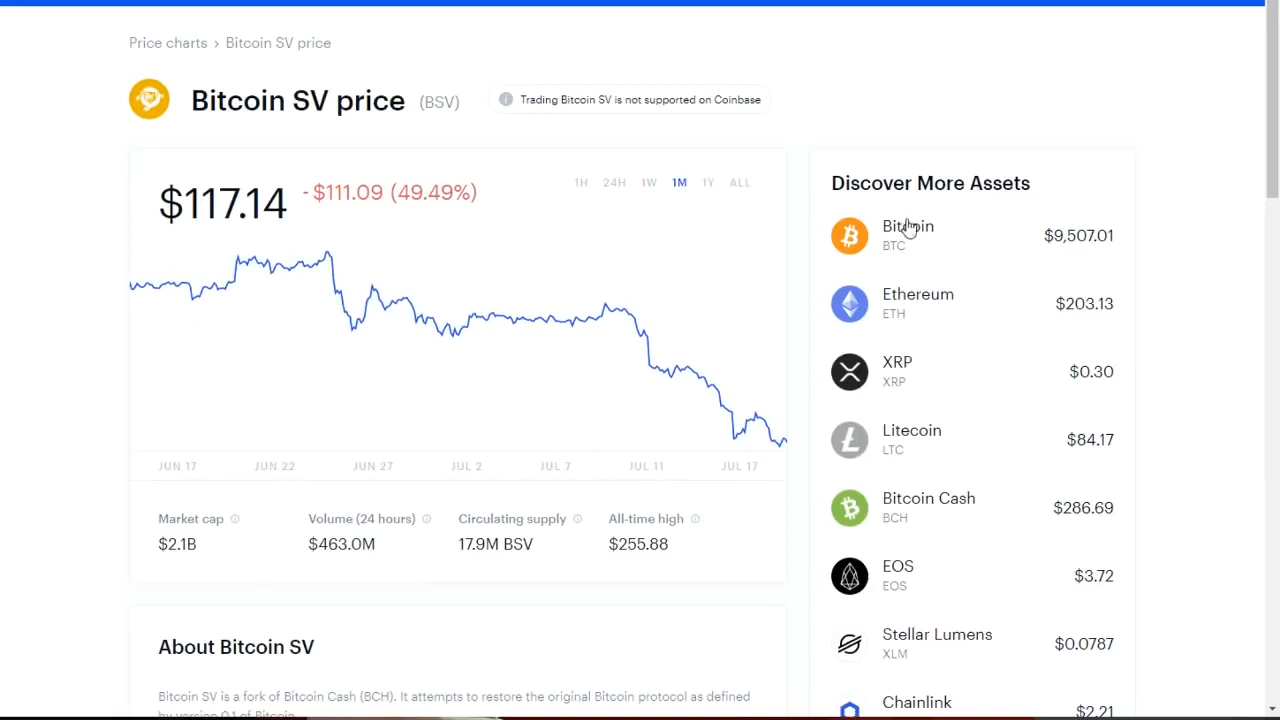 Price charts › Bitcoin SV price
Bitcoin SV price (BSV)
Trading Bitcoin SV is not supported on Coinbase
$117.14 - $111.09 (49.49%)
1H 24H 1W 1M 1Y ALL
JUN 17 JUN 22 JUN 27 JUL 2 JUL 7 JUL 11 JUL 17
Market cap Volume (24 hours) Circulating supply All-time high
$2.1B $463.0M 17.9M BSV $255.88
About Bitcoin SV
Bitcoin SV is a fork of Bitcoin Cash (BCH). It attempts to restore the original Bitcoin protocol as defined
by version 0.1 of Bitcoin.
Discover More Assets
Bitcoin
BTC
$9,507.01
Ethereum
ETH
$203.13
XRP
XRP
$0.30
Litecoin
LTC
$84.17
Bitcoin Cash
BCH
$286.69
EOS
EOS
$3.72
Stellar Lumens
XLM
$0.0787
Chainlink
$2.21